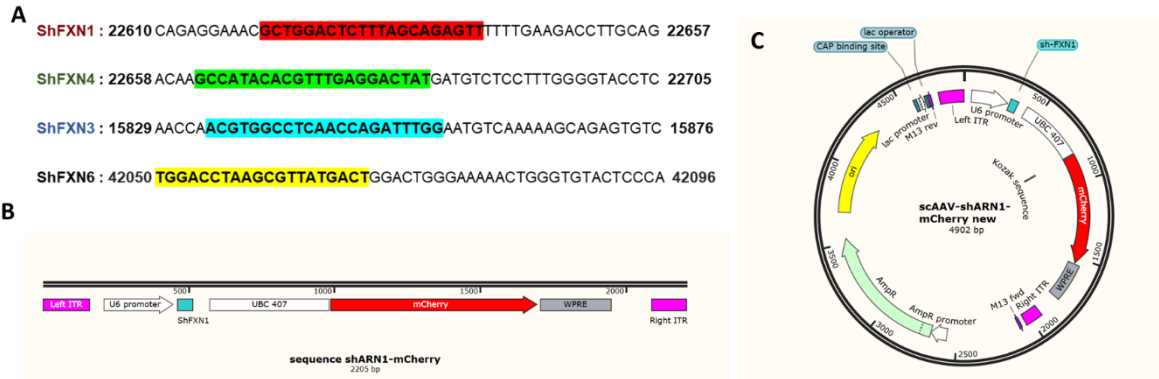 A
ShFXN1 : 22610 CAGAGGAAACGCTGGACTCTTTAGCAGAGTTTTTTGAAGACCTTGCAG 22657
ShFXN4 : 22658 ACAAGCCATACACGTTTGAGGACTATGATGTCTCCTTTGGGGTACCTC 22705
ShFXN3 : 15829 AACCAACGTGGCCTCAACCAGATTTGGAATGTCAAAAAGCAGAGTGTC 15876
ShFXN6 : 42050 TGGACCTAAGCGTTATGACTGGACTGGGAAAAACTGGGTGTACTCCCA 42096
B
500 1000 1500 2000
Left ITR U6 promoter UBC 407 mCherry WPRE Right ITR
ShFXN1
sequence shARN1-mCherry
2205 bp
C
lac operator
CAP binding site
sh-FXN1
4500
500
lac promoter
M13 rev
Left ITR
U6 promoter
UBC 407
1000
Kozak sequence
4000
ori
mCherry
scAAV-shARN1-
mCherry new
4902 bp
3500
1500
WPRE
AmpR
M13 fwd
Right ITR
AmpR promoter
3000
2000
2500